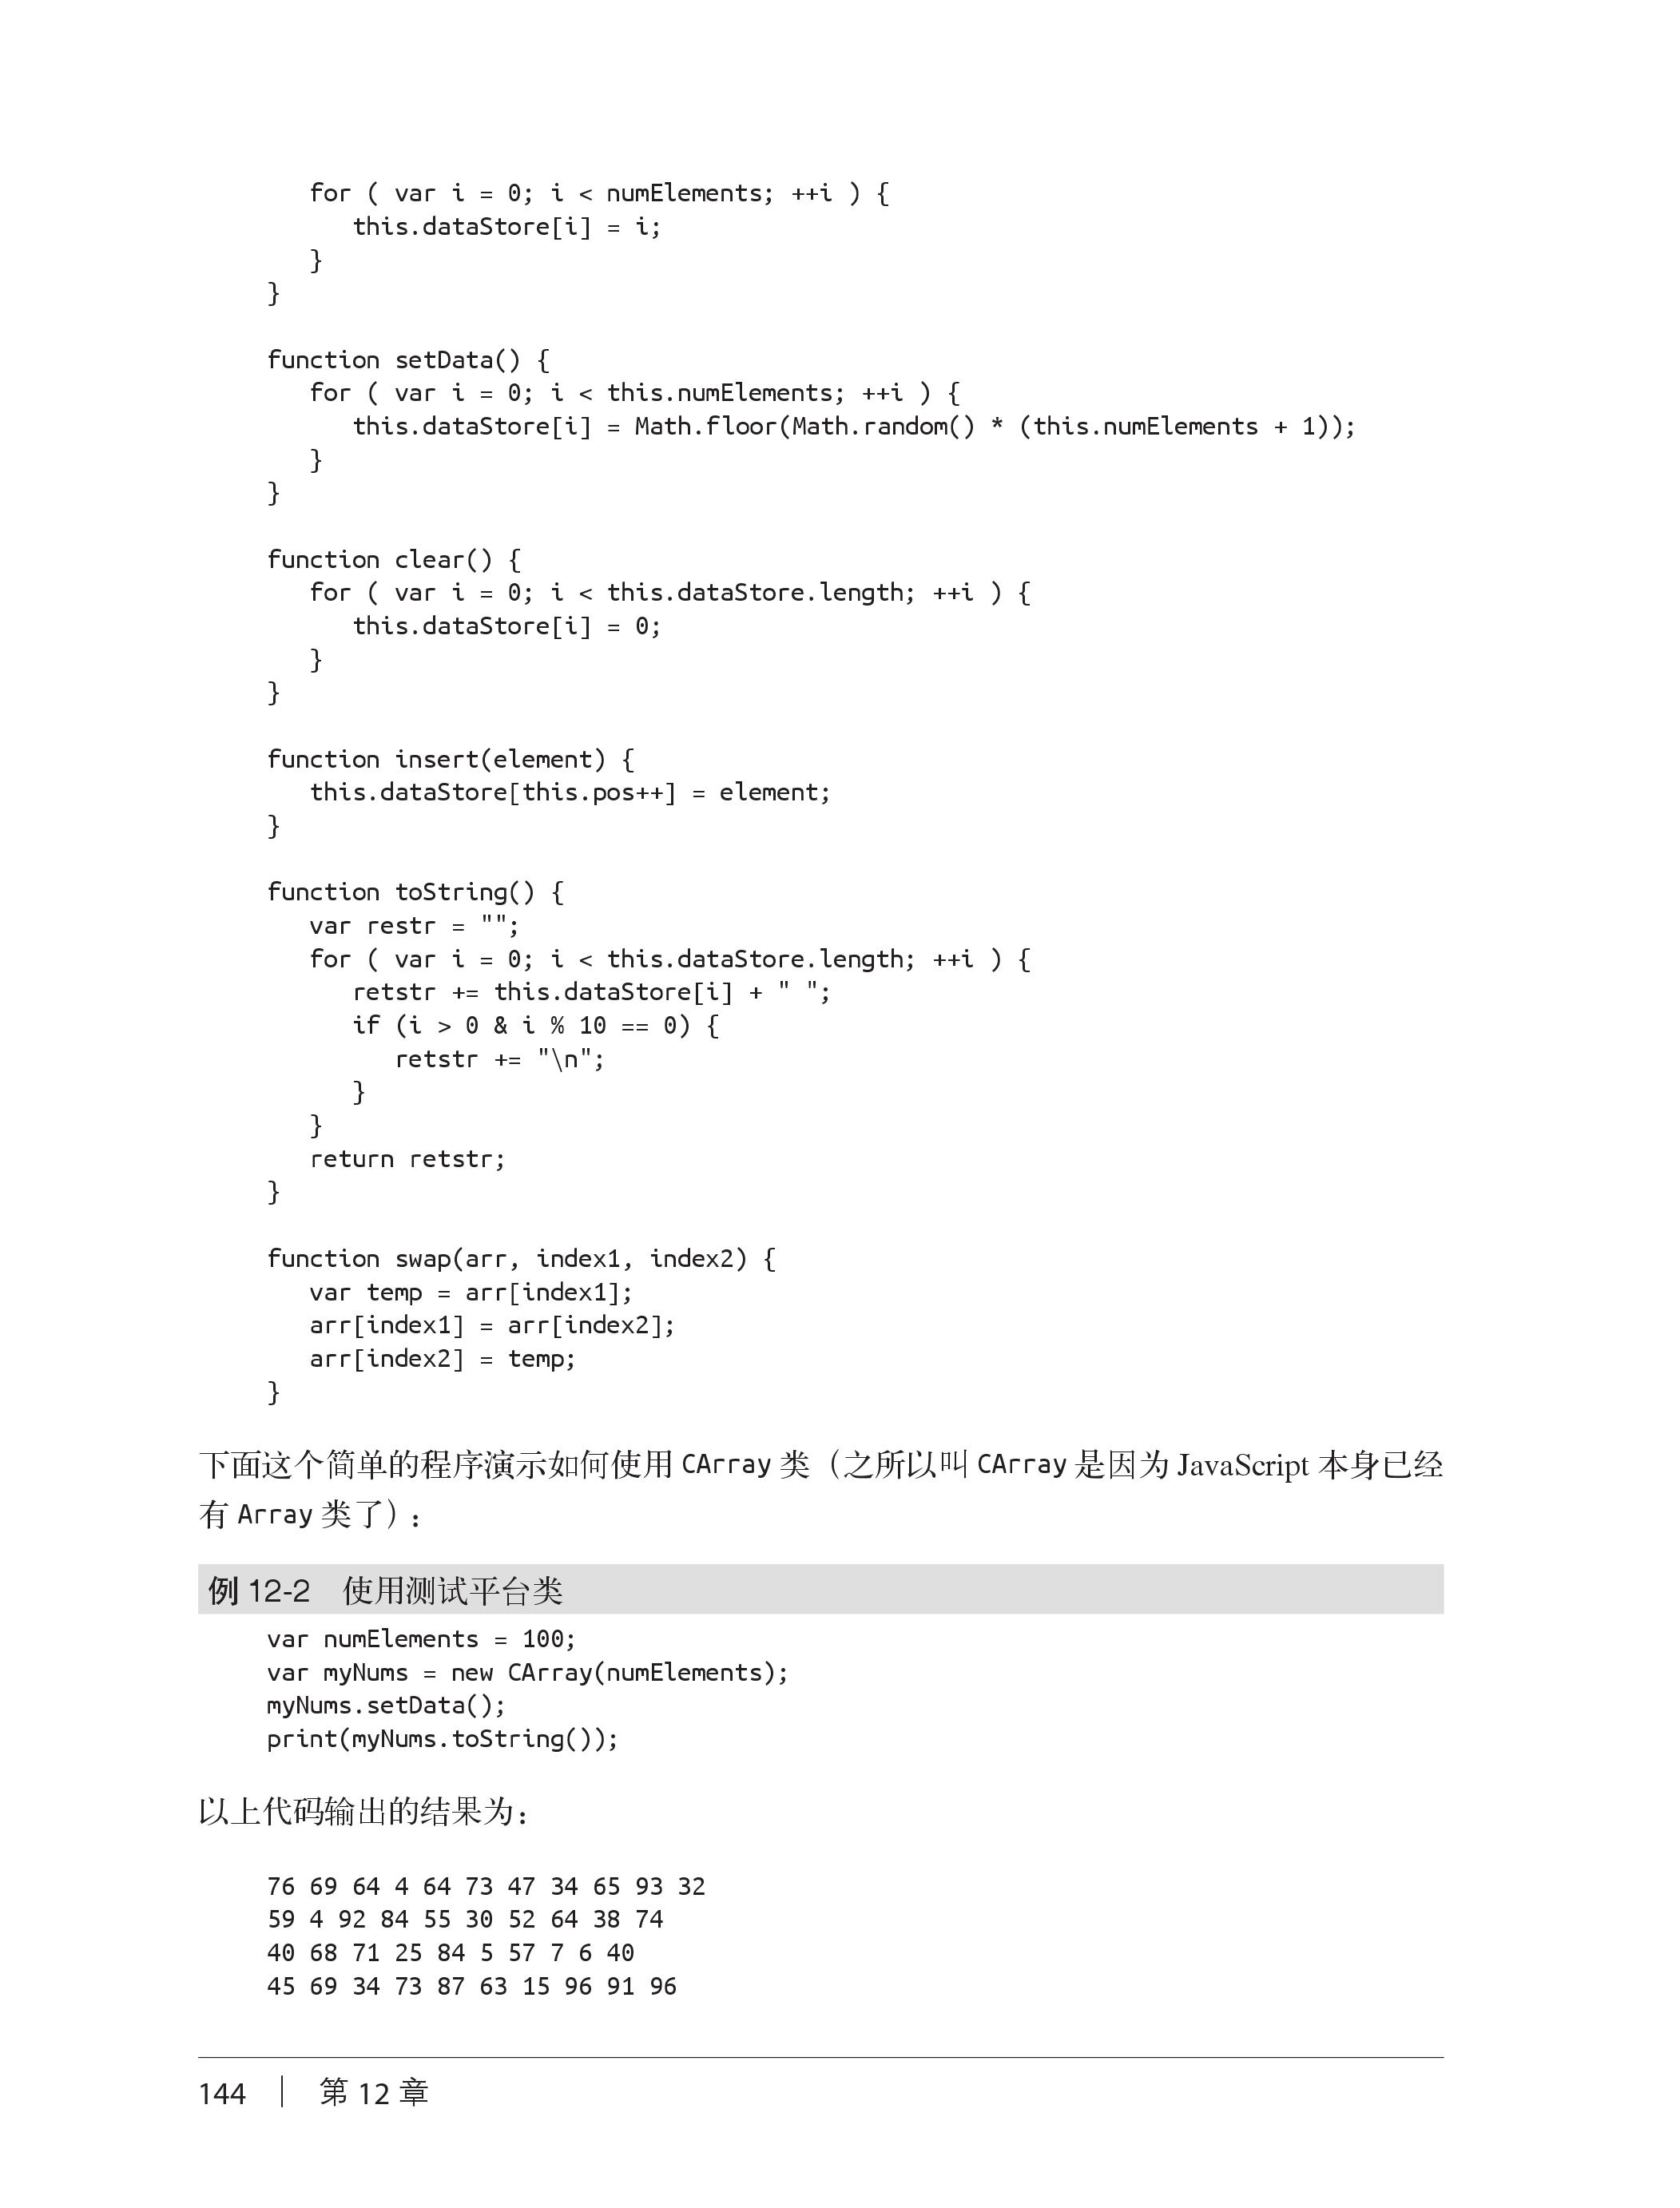 for ( var i = 0; i < numElements; ++i ) {
this.dataStore[i] = i;
}
}
function setData() {
for ( var i = 0; i < this.numElements; ++i ) {
this.dataStore[i] = Math.floor(Math.random() * (this.numElements + 1));
}
}
function clear() {
for ( var i = 0; i < this.dataStore.length; ++i ) {
this.dataStore[i] = 0;
}
}
function insert(element) {
this.dataStore[this.pos++] = element;
}
function toString() {
var restr = "";
for ( var i = 0; i < this.dataStore.length; ++i ) {
retstr += this.dataStore[i] + " ";
if (i > 0 & i % 10 == 0) {
retstr += "\n";
}
}
return retstr;
}
function swap(arr, index1, index2) {
var temp = arr[index1];
arr[index1] = arr[index2];
arr[index2] = temp;
}
下面这个简单的程序演示如何使用 CArray 类（之所以叫 CArray 是因为 JavaScript 本身已经
有 Array 类了）：
例 12-2 使用测试平台类
var numElements = 100;
var myNums = new CArray(numElements);
myNums.setData();
print(myNums.toString());
以上代码输出的结果为：
76 69 64 4 64 73 47 34 65 93 32
59 4 92 84 55 30 52 64 38 74
40 68 71 25 84 5 57 7 6 40
45 69 34 73 87 63 15 96 91 96
144 | 第 12 章